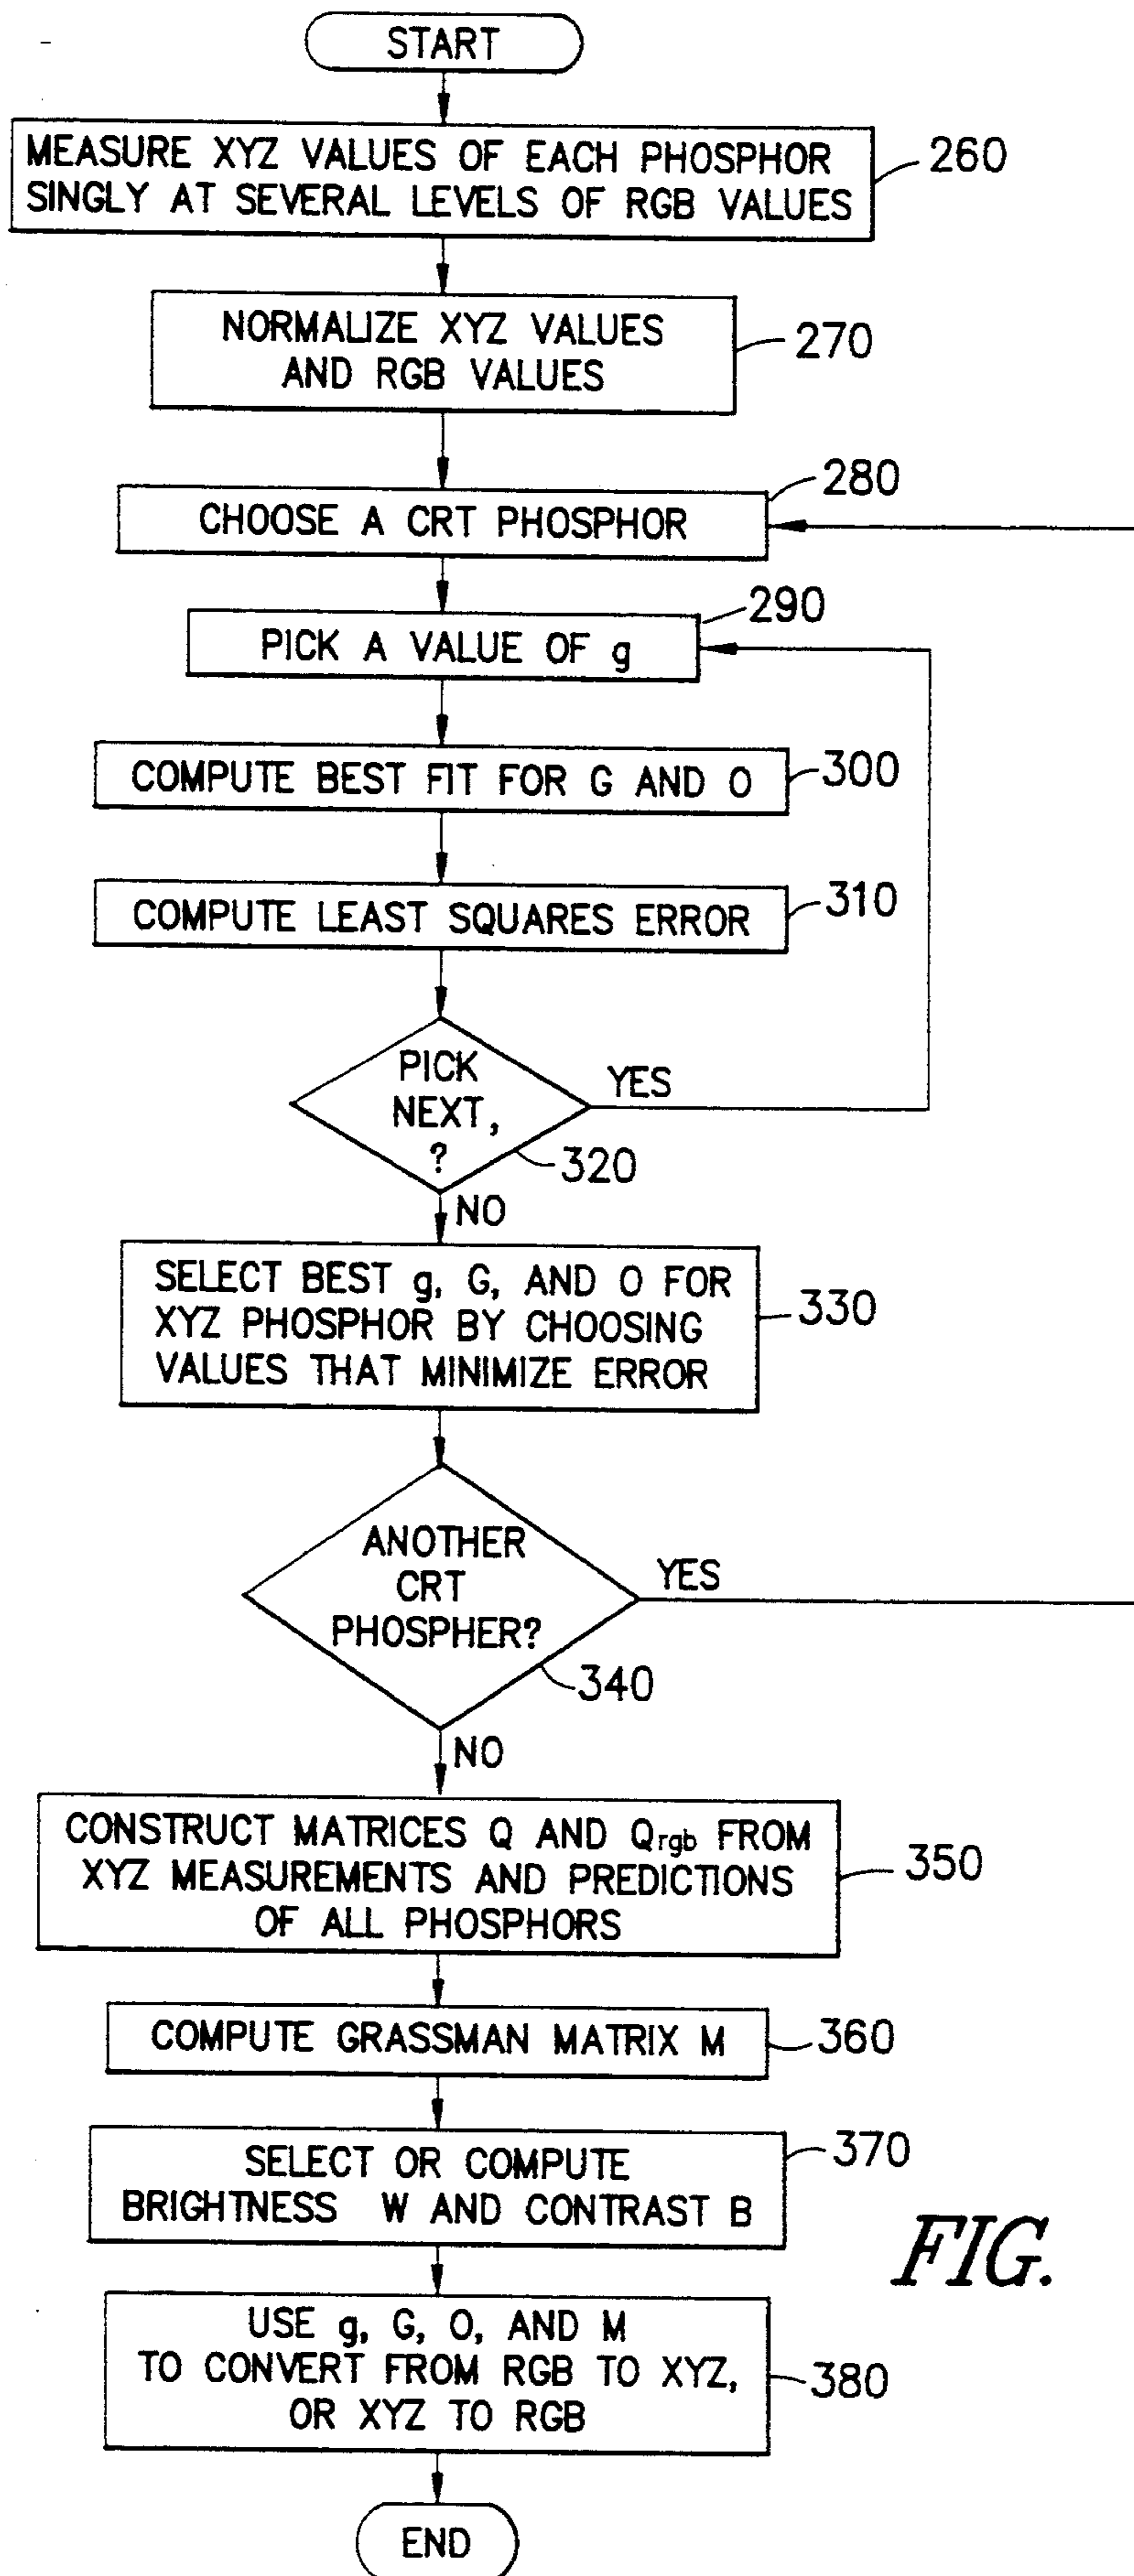 START
MEASURE XYZ VALUES OF EACH PHOSPHOR
SINGLY AT SEVERAL LEVELS OF RGB VALUES
260
NORMALIZE XYZ VALUES
AND RGB VALUES
270
CHOOSE A CRT PHOSPHOR
280
PICK A VALUE OF g
290
COMPUTE BEST FIT FOR G AND O
300
COMPUTE LEAST SQUARES ERROR
310
PICK
NEXT,
?
YES
320
NO
SELECT BEST g, G, AND O FOR
XYZ PHOSPHOR BY CHOOSING
VALUES THAT MINIMIZE ERROR
330
ANOTHER
CRT
PHOSPHER?
YES
340
NO
CONSTRUCT MATRICES Q AND Qrgb FROM
XYZ MEASUREMENTS AND PREDICTIONS
OF ALL PHOSPHORS
350
COMPUTE GRASSMAN MATRIX M
360
SELECT OR COMPUTE
BRIGHTNESS W AND CONTRAST B
370
FIG.
USE g, G, O, AND M
TO CONVERT FROM RGB TO XYZ,
OR XYZ TO RGB
380
END